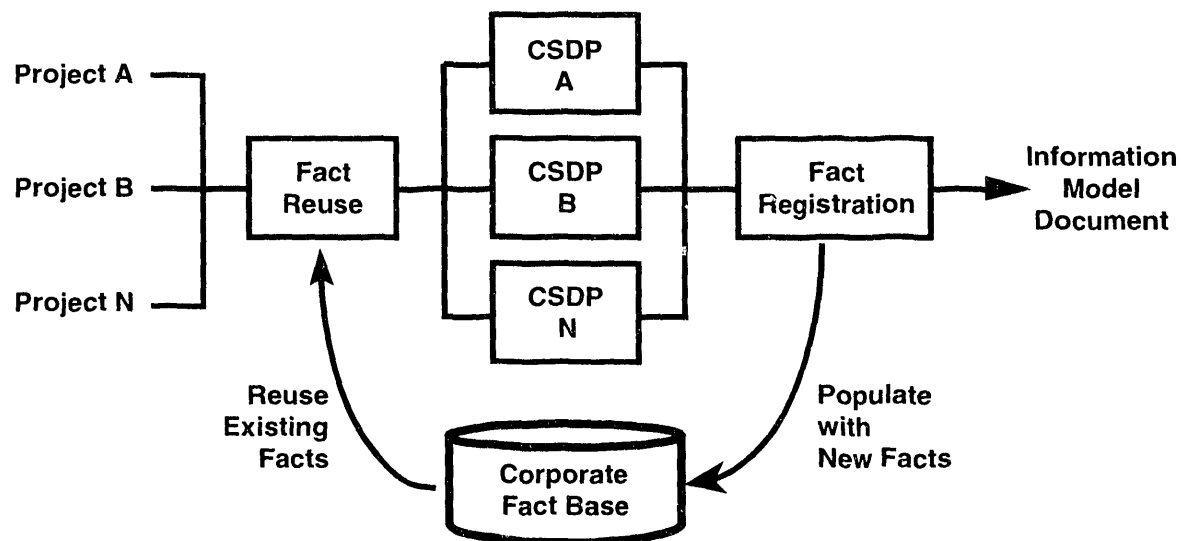 Project A
Project B
Project N
Fact
Reuse
CSDP
A
CSDP
B
CSDP
N
Fact
Registration
Information
Model
Document
Reuse
Existing
Facts
Corporate
Fact Base
Populate
with
New Facts